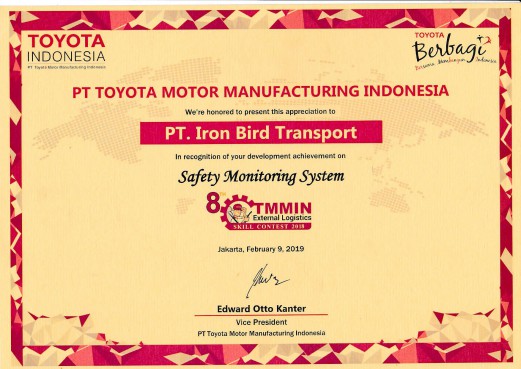 TOYOTA
INDONESIA
PT Toyota Motor Manufacturing Indonesia
TOYOTA
Berbagi
Bersama Membangun Indonesia
PT TOYOTA MOTOR MANUFACTURING INDONESIA
We're honored to present this appreciation to
PT. Iron Bird Transport
In recognition of your development achievement on
Safety Monitoring System
8
TMMIN
External Logistics
SKILL CONTEST 2018
Jakarta, February 9, 2019
Edward Otto Kanter
Vice President
PT Toyota Motor Manufacturing Indonesia